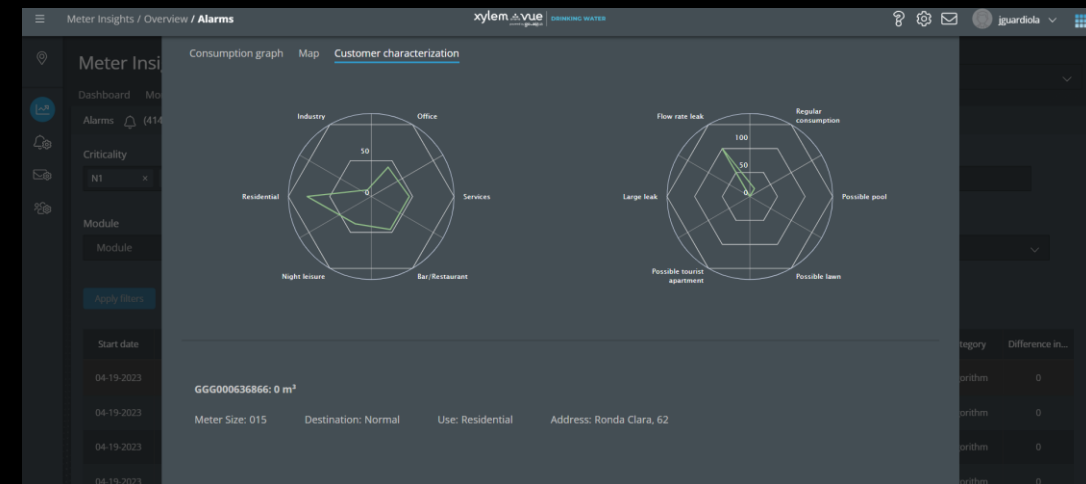 Meter Insights / Overview / Alarms
xylem vue
DRINKING WATER
jguardiola
Meter Insi
Dashboard Mo
Alarms (414
Criticality
N1 ×
Module
Module
Apply filters
Consumption graph Map Customer characterization
Industry Office
50
0
Residential Services
Night leisure Bar/Restaurant
Flow rate leak Regular
consumption
100
50
0
Large leak Possible pool
Possible tourist
apartment
Possible lawn
Start date tegory Difference in...
04-19-2023 orithm 0
04-19-2023 orithm 0
04-19-2023 orithm 0
04-19-2023 orithm 0
GGG000636866: 0 m³
Meter Size: 015 Destination: Normal Use: Residential Address: Ronda Clara, 62